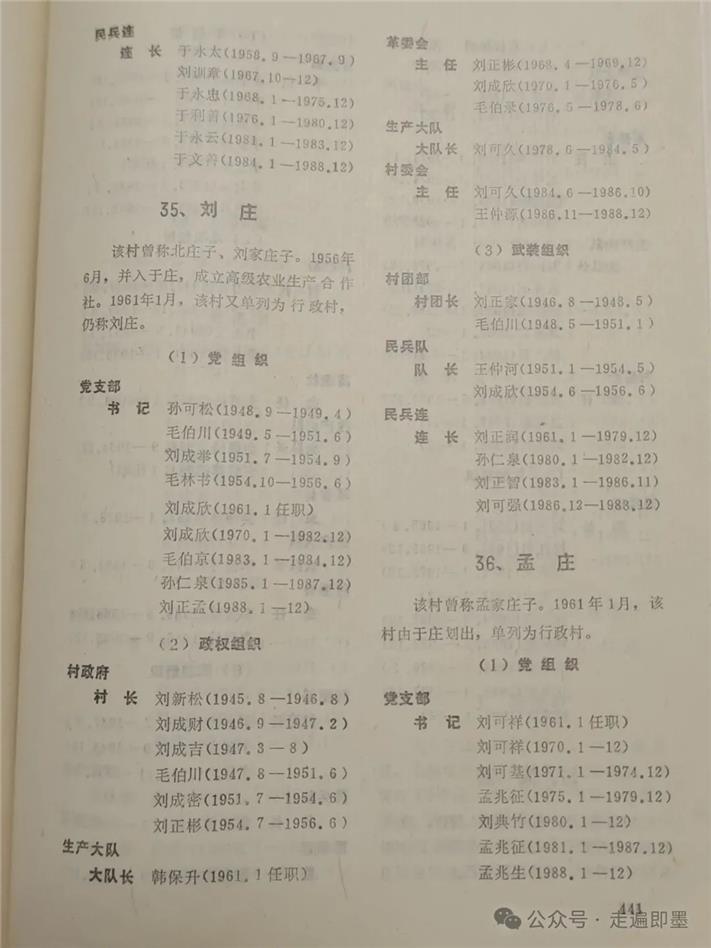 民兵连
连 长 于永太(1958.9—1967.9)
刘训章(1967.10—12)
于永忠(1968.1—1975.12)
于利善(1976.1—1980.12)
于永云(1981.1—1983.12)
于文善(1984.1—1988.12)
35、刘 庄
该村曾称北庄子、刘家庄子。1956年
6月,并入于庄,成立高级农业生产合作
社。1961年1月,该村又单列为行政村,
仍称刘庄。
(1)党组织
党支部
书 记 孙可松(1948.9—1949.4)
毛伯川(1949.5—1951.6)
刘成举(1951.7—1954.9)
毛林书(1954.10—1956.6)
刘成欣(1961.1任职)
刘成欣(1970.1—1982.12)
毛伯京(1983.1—1984.12)
孙仁泉(1985.1—1987.12)
刘正孟(1988.1—12)
(2)政权组织
村政府
村 长 刘新松(1945.8—1946.8)
刘成财(1946.9—1947.2)
刘成吉(1947.3—8)
毛伯川(1947.8—1951.6)
刘成密(1951.7—1954.6)
刘正彬(1954.7—1956.6)
生产大队
大队长 韩保升(1961.1任职)
革委会
主 任 刘正彬(1968.4—1969.12)
刘成欣(1970.1—1976.5)
毛伯录(1976.5—1978.6)
生产大队
大队长 刘可久(1978.6—1984.5)
村委会
主 任 刘可久(1984.6—1986.10)
王仲源(1986.11—1988.12)
(3)武装组织
村团部
村团长 刘正家(1946.8—1948.5)
毛伯川(1948.5—1951.1)
民兵队
队 长 王仲河(1951.1—1954.5)
刘成欣(1954.6—1956.6)
民兵连
连 长 刘正润(1961.1—1979.12)
孙仁泉(1980.1—1982.12)
刘正智(1983.1—1986.11)
刘可强(1986.12—1988.12)
36、孟 庄
该村曾称孟家庄子。1961年1月,该
村由于庄划出,单列为行政村。
(1)党组织
党支部
书 记 刘可祥(1961.1任职)
刘可祥(1970.1—12)
刘可基(1971.1—1974.12)
孟兆征(1975.1—1979.12)
刘典竹(1980.1—12)
孟兆征(1981.1—1987.12)
孟兆生(1988.1—12)
441
公众号·走遍即墨